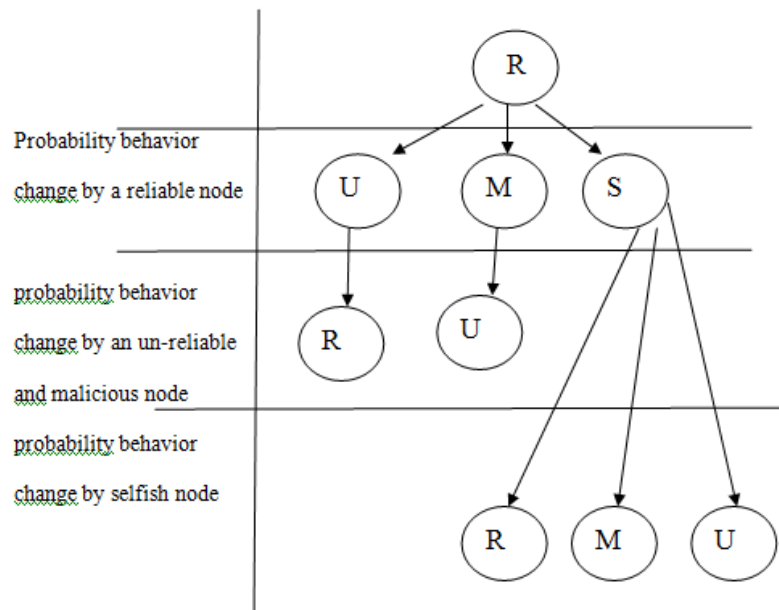 R
Probability behavior
change by a reliable node
U M S
probability behavior
change by an un-reliable
and malicious node
R U
probability behavior
change by selfish node
R M U